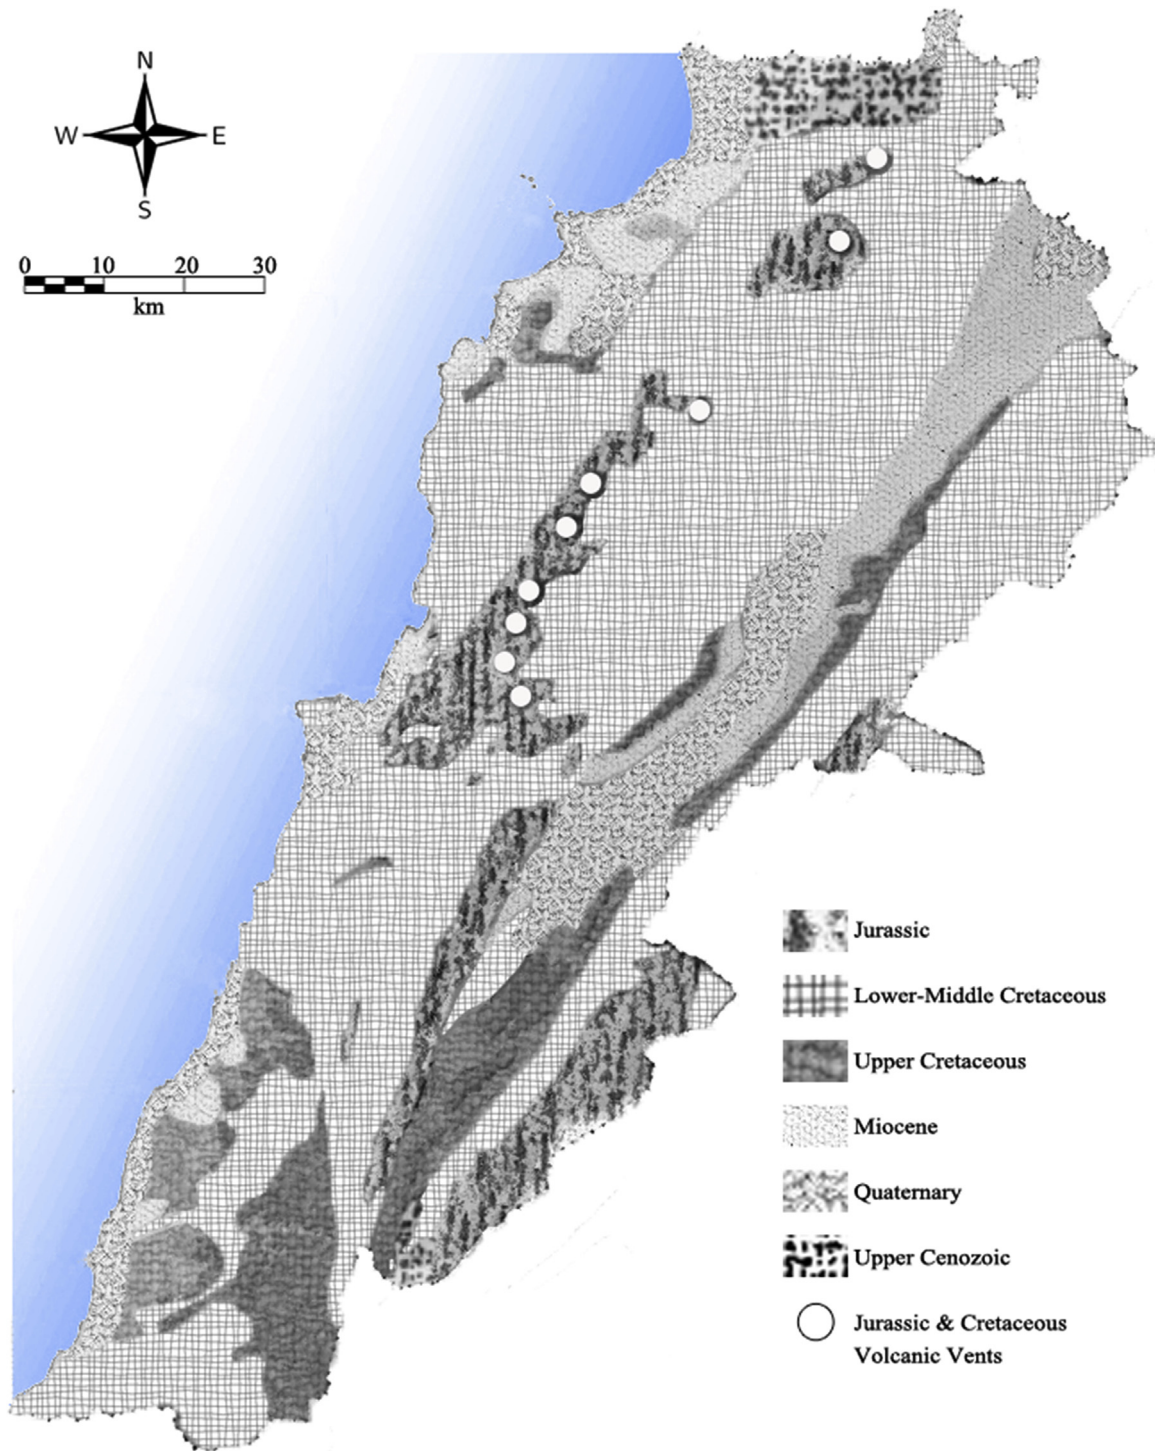 N
W E
S
0 10 20 30
km
Jurassic
Lower-Middle Cretaceous
Upper Cretaceous
Miocene
Quaternary
Upper Cenozoic
Jurassic & Cretaceous
Volcanic Vents